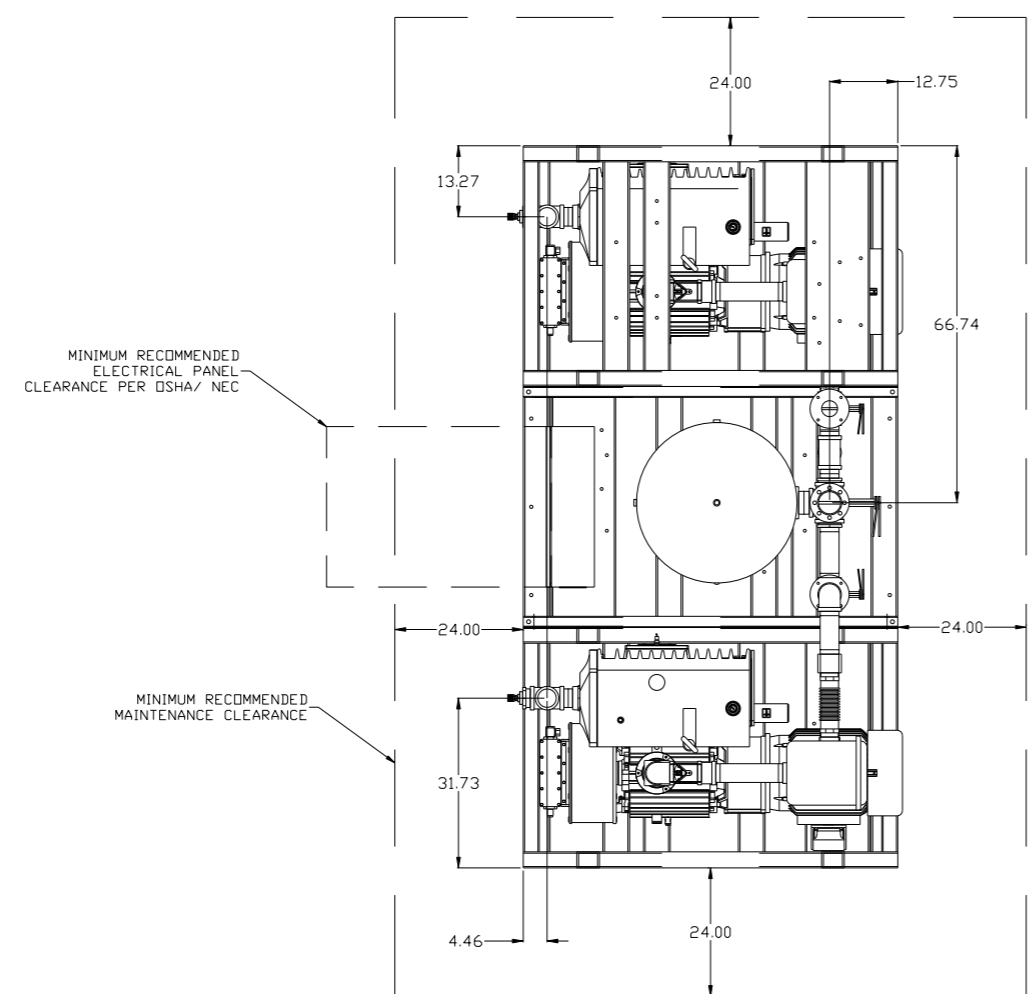 24.00
12.75
13.27
66.74
MINIMUM RECOMMENDED
ELECTRICAL PANEL
CLEARANCE PER OSHA/ NEC
24.00
24.00
MINIMUM RECOMMENDED
MAINTENANCE CLEARANCE
31.73
4.46
24.00